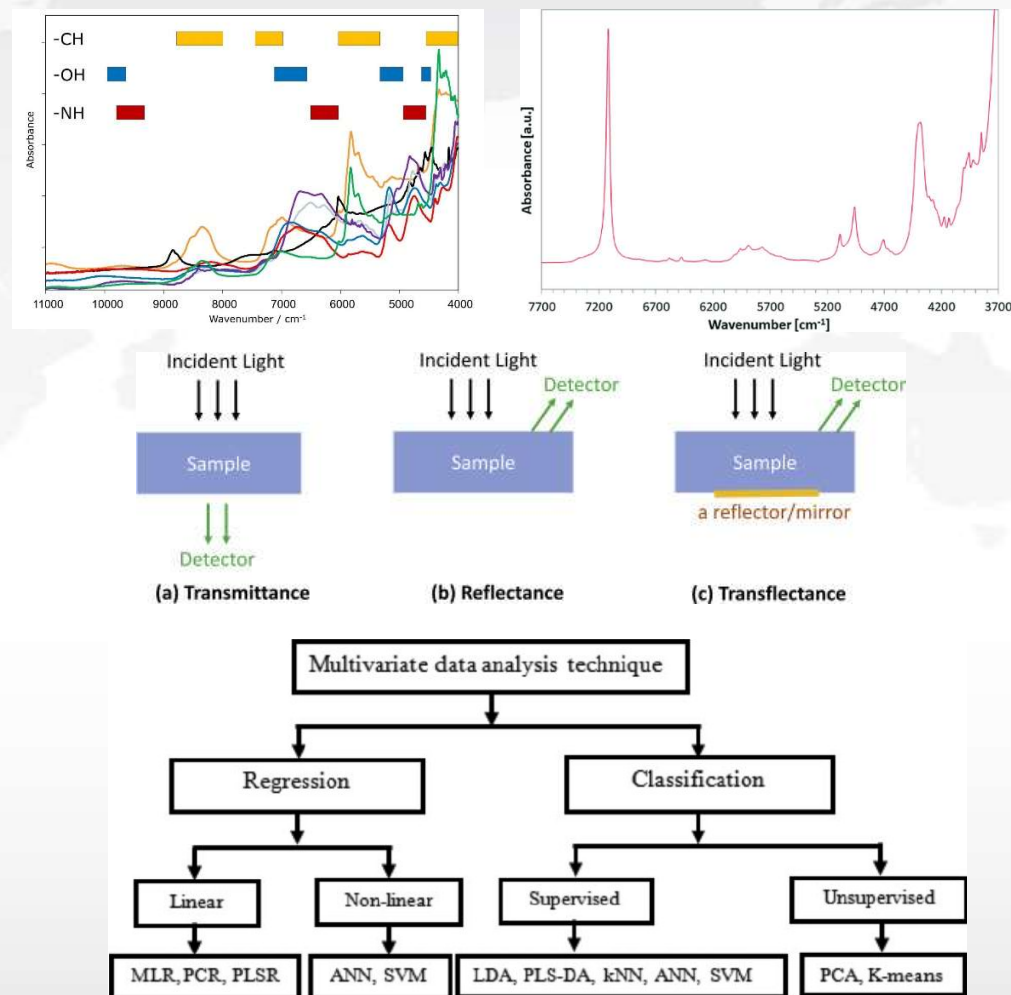 -CH
-OH
-NH
Absorbance
11000 10000 9000 8000 7000 6000 5000 4000
Wavenumber / cm⁻¹
Absorbance [a.u.]
7700 7200 6700 6200 5700 5200 4700 4200 3700
Wavenumber [cm⁻¹]
Incident Light
Sample
Detector
(a) Transmittance
Incident Light
Detector
Sample
(b) Reflectance
Incident Light
Detector
Sample
a reflector/mirror
(c) Transflectance
Multivariate data analysis technique
Regression
Classification
Linear
Non-linear
Supervised
Unsupervised
MLR, PCR, PLSR
ANN, SVM
LDA, PLS-DA, kNN, ANN, SVM
PCA, K-means